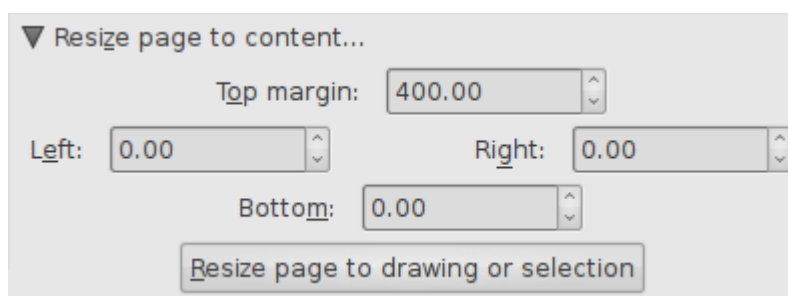 Resize page to content...
Top margin: 400.00
Left: 0.00 Right: 0.00
Bottom: 0.00
Resize page to drawing or selection